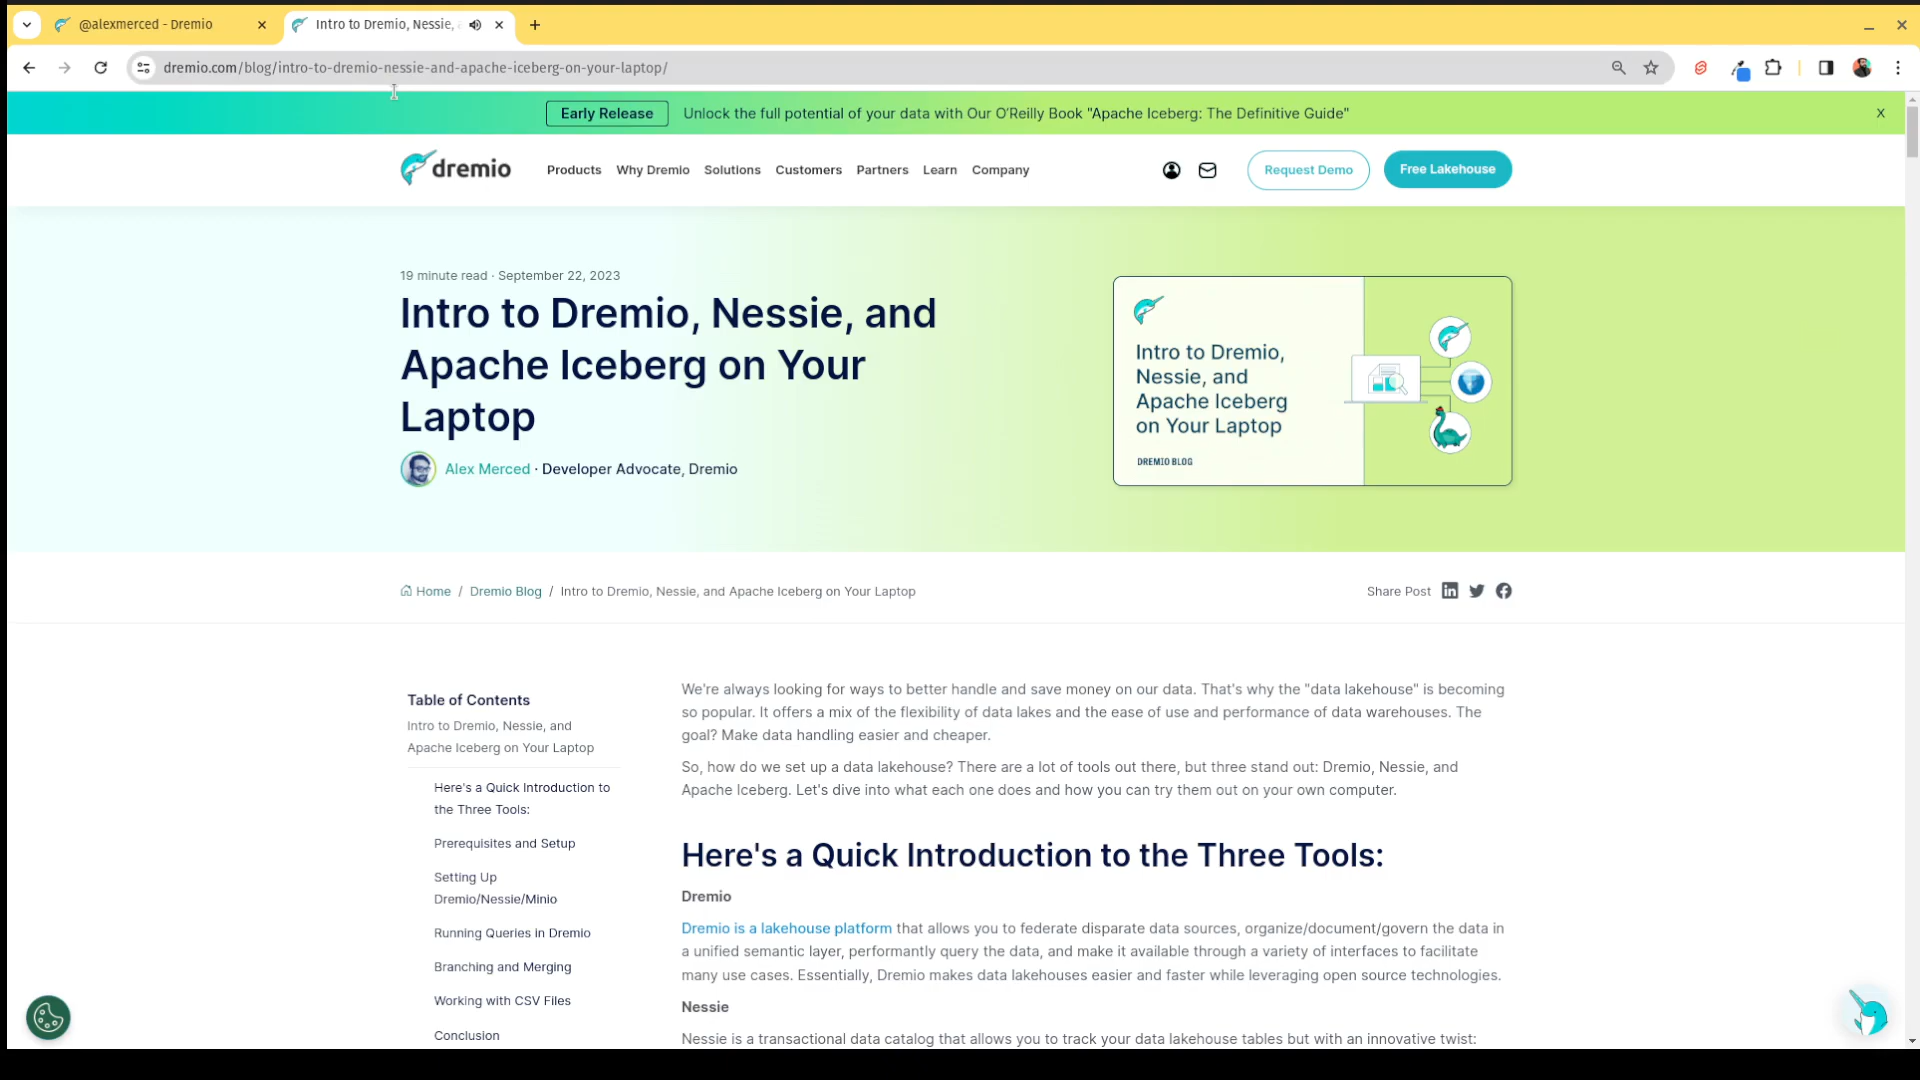 @alexmerced - Dremio
Intro to Dremio, Nessie, a
dremio.com/blog/intro-to-dremio-nessie-and-apache-iceberg-on-your-laptop/
Early Release Unlock the full potential of your data with Our O'Reilly Book "Apache Iceberg: The Definitive Guide" X
dremio Products Why Dremio Solutions Customers Partners Learn Company Request Demo Free Lakehouse
19 minute read · September 22, 2023
Intro to Dremio, Nessie, and
Apache Iceberg on Your
Laptop
Alex Merced · Developer Advocate, Dremio
Intro to Dremio,
Nessie, and
Apache Iceberg
on Your Laptop
DREMIO BLOG
Home / Dremio Blog / Intro to Dremio, Nessie, and Apache Iceberg on Your Laptop
Share Post
Table of Contents
Intro to Dremio, Nessie, and
Apache Iceberg on Your Laptop
Here's a Quick Introduction to
the Three Tools:
Prerequisites and Setup
Setting Up
Dremio/Nessie/Minio
Running Queries in Dremio
Branching and Merging
Working with CSV Files
Conclusion
We're always looking for ways to better handle and save money on our data. That's why the "data lakehouse" is becoming
so popular. It offers a mix of the flexibility of data lakes and the ease of use and performance of data warehouses. The
goal? Make data handling easier and cheaper.
So, how do we set up a data lakehouse? There are a lot of tools out there, but three stand out: Dremio, Nessie, and
Apache Iceberg. Let's dive into what each one does and how you can try them out on your own computer.
Here's a Quick Introduction to the Three Tools:
Dremio
Dremio is a lakehouse platform that allows you to federate disparate data sources, organize/document/govern the data in
a unified semantic layer, performantly query the data, and make it available through a variety of interfaces to facilitate
many use cases. Essentially, Dremio makes data lakehouses easier and faster while leveraging open source technologies.
Nessie
Nessie is a transactional data catalog that allows you to track your data lakehouse tables but with an innovative twist: